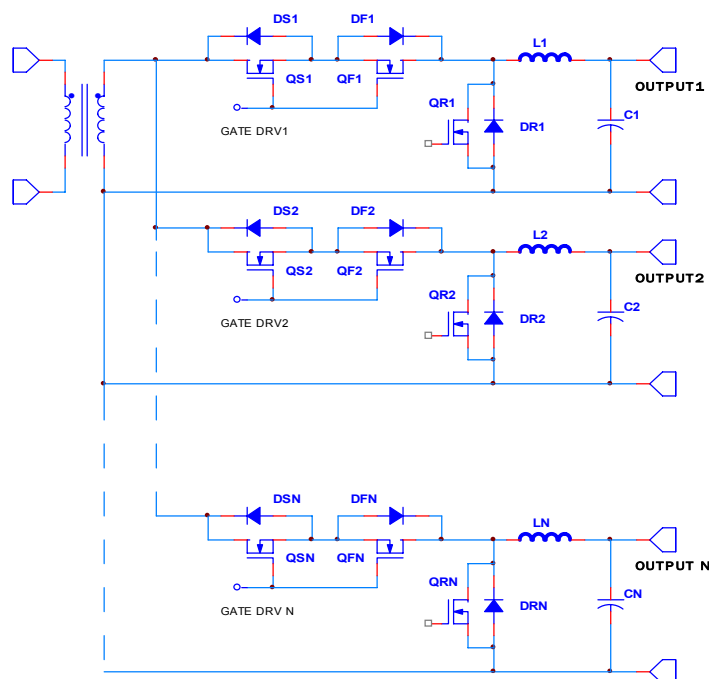 DS1 DF1 L1
QS1 QF1 OUTPUT1
QR1 C1
GATE DRV1 DR1
DS2 DF2 L2
QS2 QF2 OUTPUT2
QR2 C2
GATE DRV2 DR2
DSN DFN LN
QSN QFN OUTPUT N
QRN CN
GATE DRV N DRN